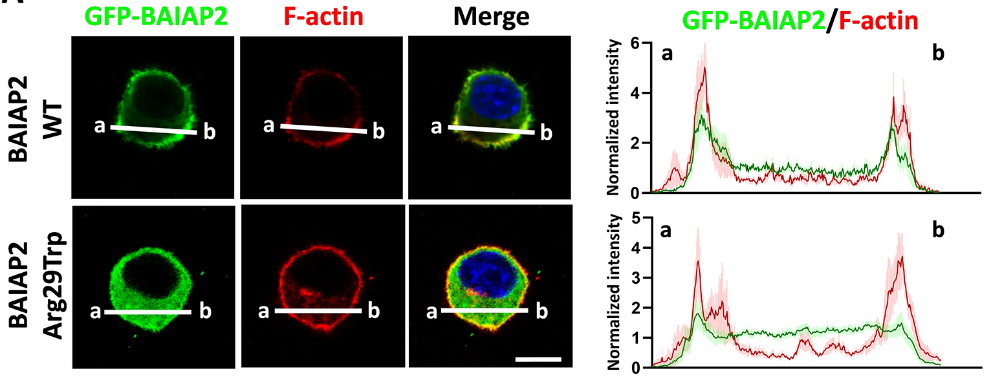 GFP-BAIAP2 F-actin Merge
BAIAP2
WT
a b
a b
a b
BAIAP2
Arg29Trp
a b
a b
a b
GFP-BAIAP2/F-actin
Normalized intensity
6
4
2
0
a b
Normalized intensity
5
4
3
2
1
0
a b